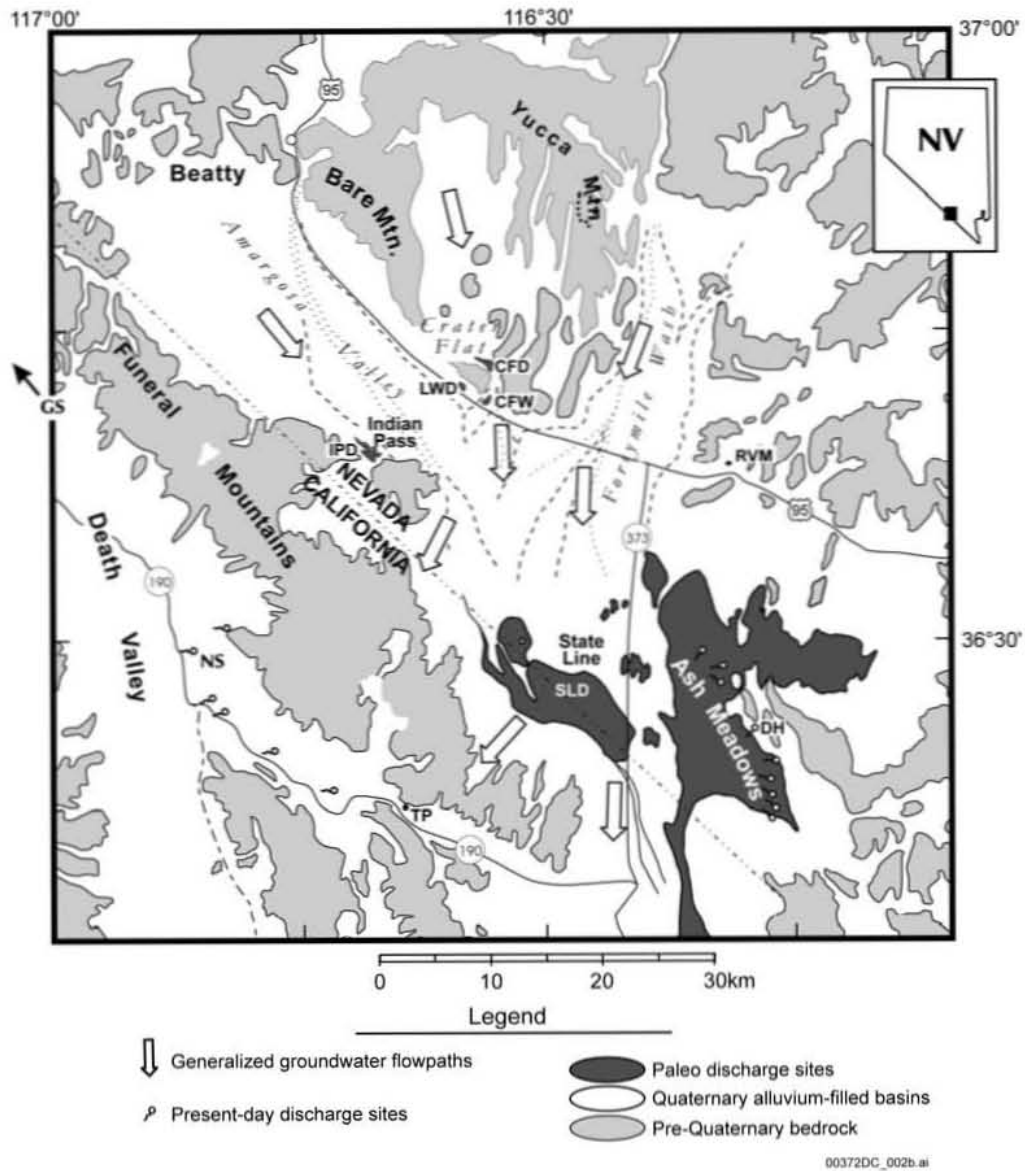 117°00'
116°30'
37°00'
95
Yucca
NV
Beatty
Bare Mtn.
Mtn.
Amargosa
Valley
Crater
Flat
Fortymile Wash
CFD
LWD
CFW
GS
Funeral
Mountains
Indian
Pass
IPD
NEVADA
CALIFORNIA
RVM
95
373
Death
Valley
190
36°30'
NS
State
Line
SLD
Ash Meadows
DH
TP
190
0 10 20 30km
Legend
Generalized groundwater flowpaths
Present-day discharge sites
Paleo discharge sites
Quaternary alluvium-filled basins
Pre-Quaternary bedrock
00372DC_002b.ai